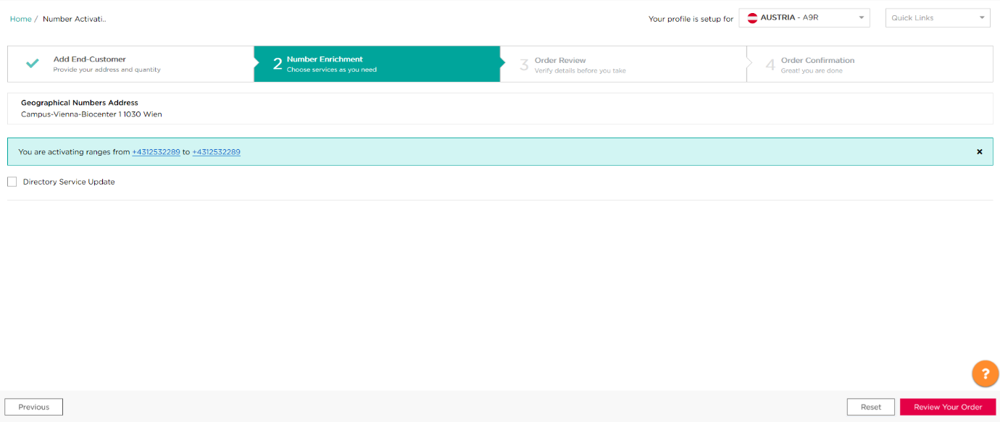 Home / Number Activati..
Your profile is setup for
AUSTRIA - A9R
Quick Links
Add End-Customer
Provide your address and quantity
2
Number Enrichment
Choose services as you need
3
Order Review
Verify details before you take
4
Order Confirmation
Great! you are done
Geographical Numbers Address
Campus-Vienna-Biocenter 1 1030 Wien
You are activating ranges from +4312532289 to +4312532289
×
Directory Service Update
?
Previous
Reset
Review Your Order